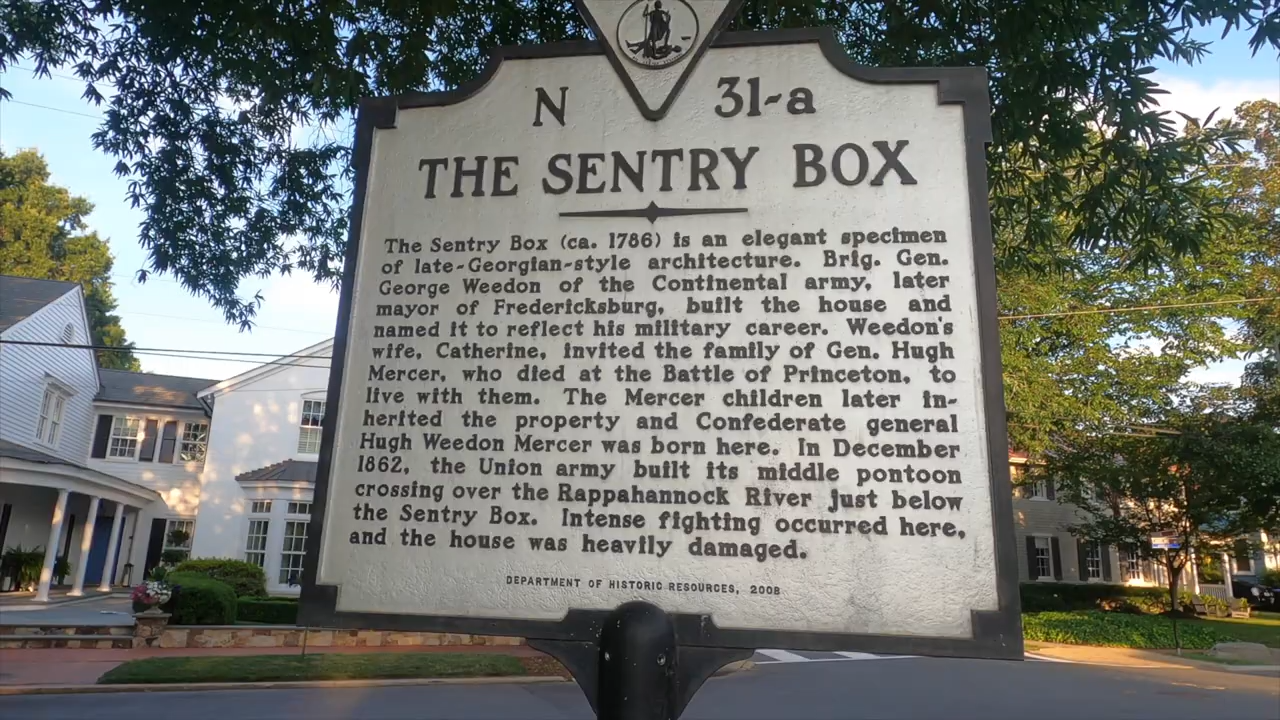 N 31-a
THE SENTRY BOX
The Sentry Box (ca. 1786) is an elegant specimen
of late-Georgian-style architecture. Brig. Gen.
George Weedon of the Continental army, later
mayor of Fredericksburg, built the house and
named it to reflect his military career. Weedon's
wife, Catherine, invited the family of Gen. Hugh
Mercer, who died at the Battle of Princeton, to
live with them. The Mercer children later in-
herited the property and Confederate general
Hugh Weedon Mercer was born here. In December
1862, the Union army built its middle pontoon
crossing over the Rappahannock River just below
the Sentry Box. Intense fighting occurred here,
and the house was heavily damaged.
DEPARTMENT OF HISTORIC RESOURCES, 2008